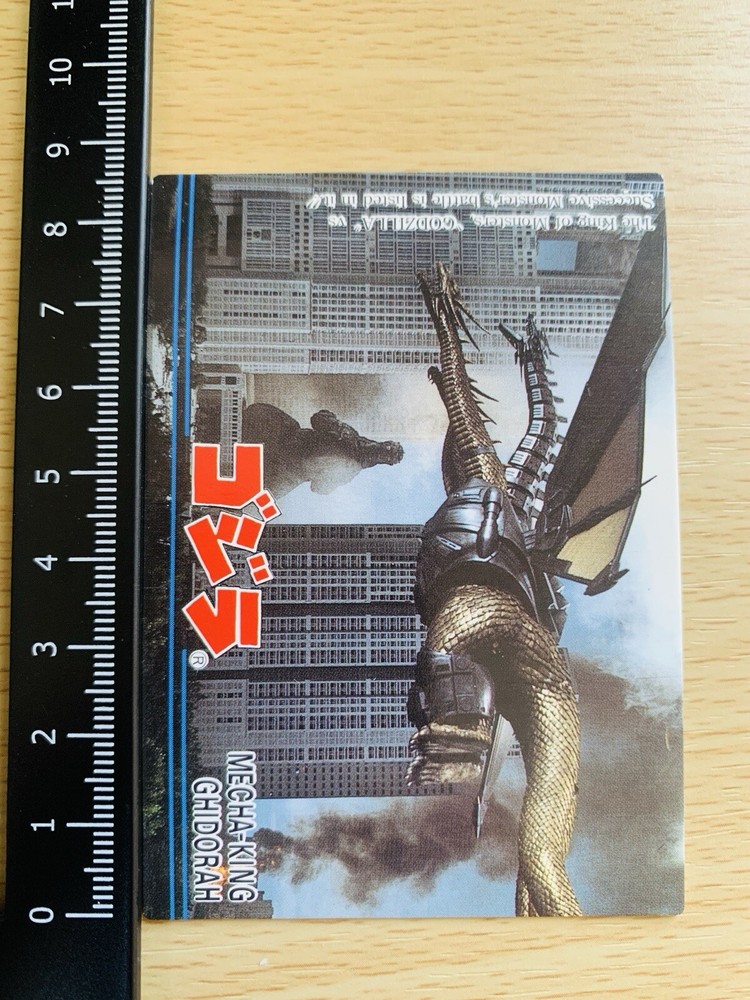 The King of Monsters, "GODZILLA" vs
Successive Monster's battle is listed in it.!!
ゴジラ
®
MECHA-KING
GHIDORAH
0 1 2 3 4 5 6 7 8 9 10